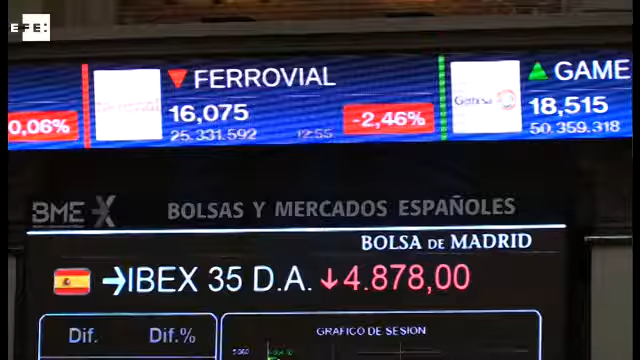 EFE:
FERROVIAL
GAME
0,06%
16,075
-2,46%
18,515
25.331.592
12:55
50.359.318
BME X
BOLSAS Y MERCADOS ESPAÑOLES
BOLSA DE MADRID
IBEX 35 D.A. 4.878,00
Dif. Dif.%
GRAFICO DE SESION